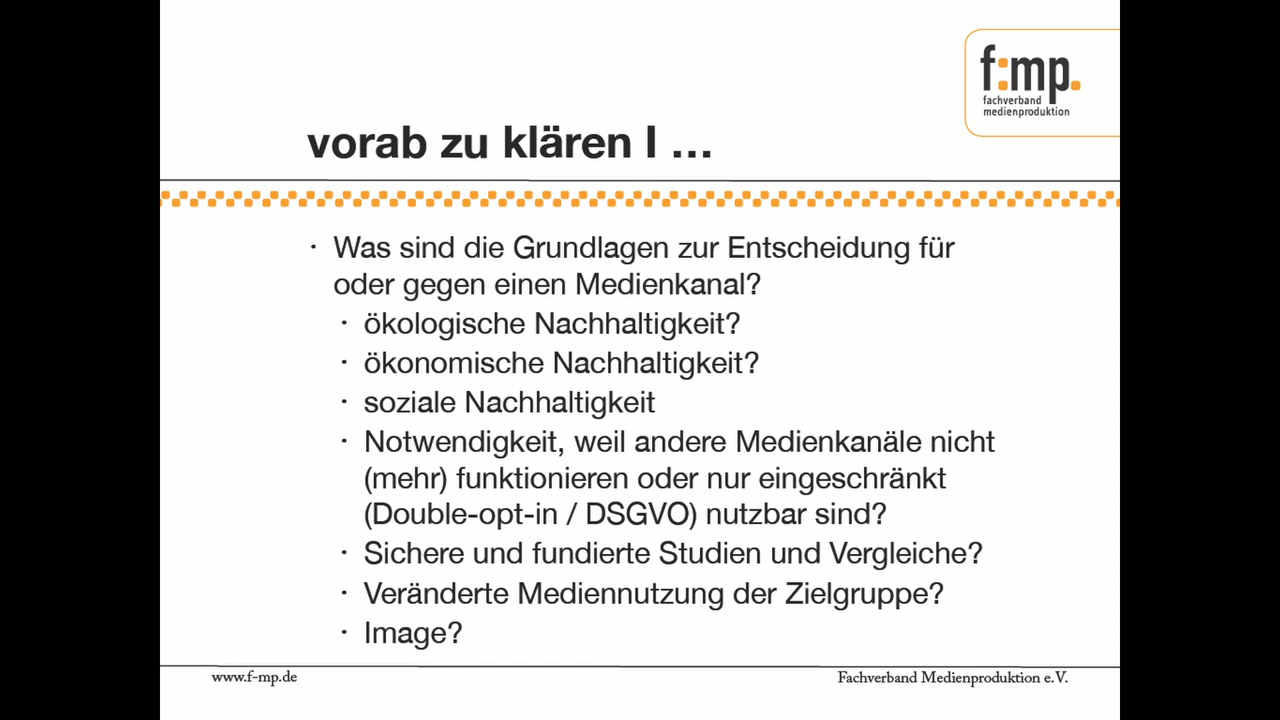 f:mp.
fachverband
medienproduktion
vorab zu klären I ...
· Was sind die Grundlagen zur Entscheidung für
oder gegen einen Medienkanal?
· ökologische Nachhaltigkeit?
· ökonomische Nachhaltigkeit?
· soziale Nachhaltigkeit
· Notwendigkeit, weil andere Medienkanäle nicht
(mehr) funktionieren oder nur eingeschränkt
(Double-opt-in / DSGVO) nutzbar sind?
· Sichere und fundierte Studien und Vergleiche?
· Veränderte Mediennutzung der Zielgruppe?
· Image?
www.f-mp.de
Fachverband Medienproduktion e.V.